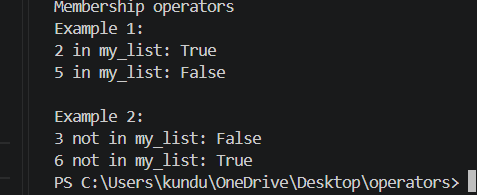 Membership operators
Example 1:
2 in my_list: True
5 in my_list: False
Example 2:
3 not in my_list: False
6 not in my_list: True
PS C:\Users\kundu\OneDrive\Desktop\operators>